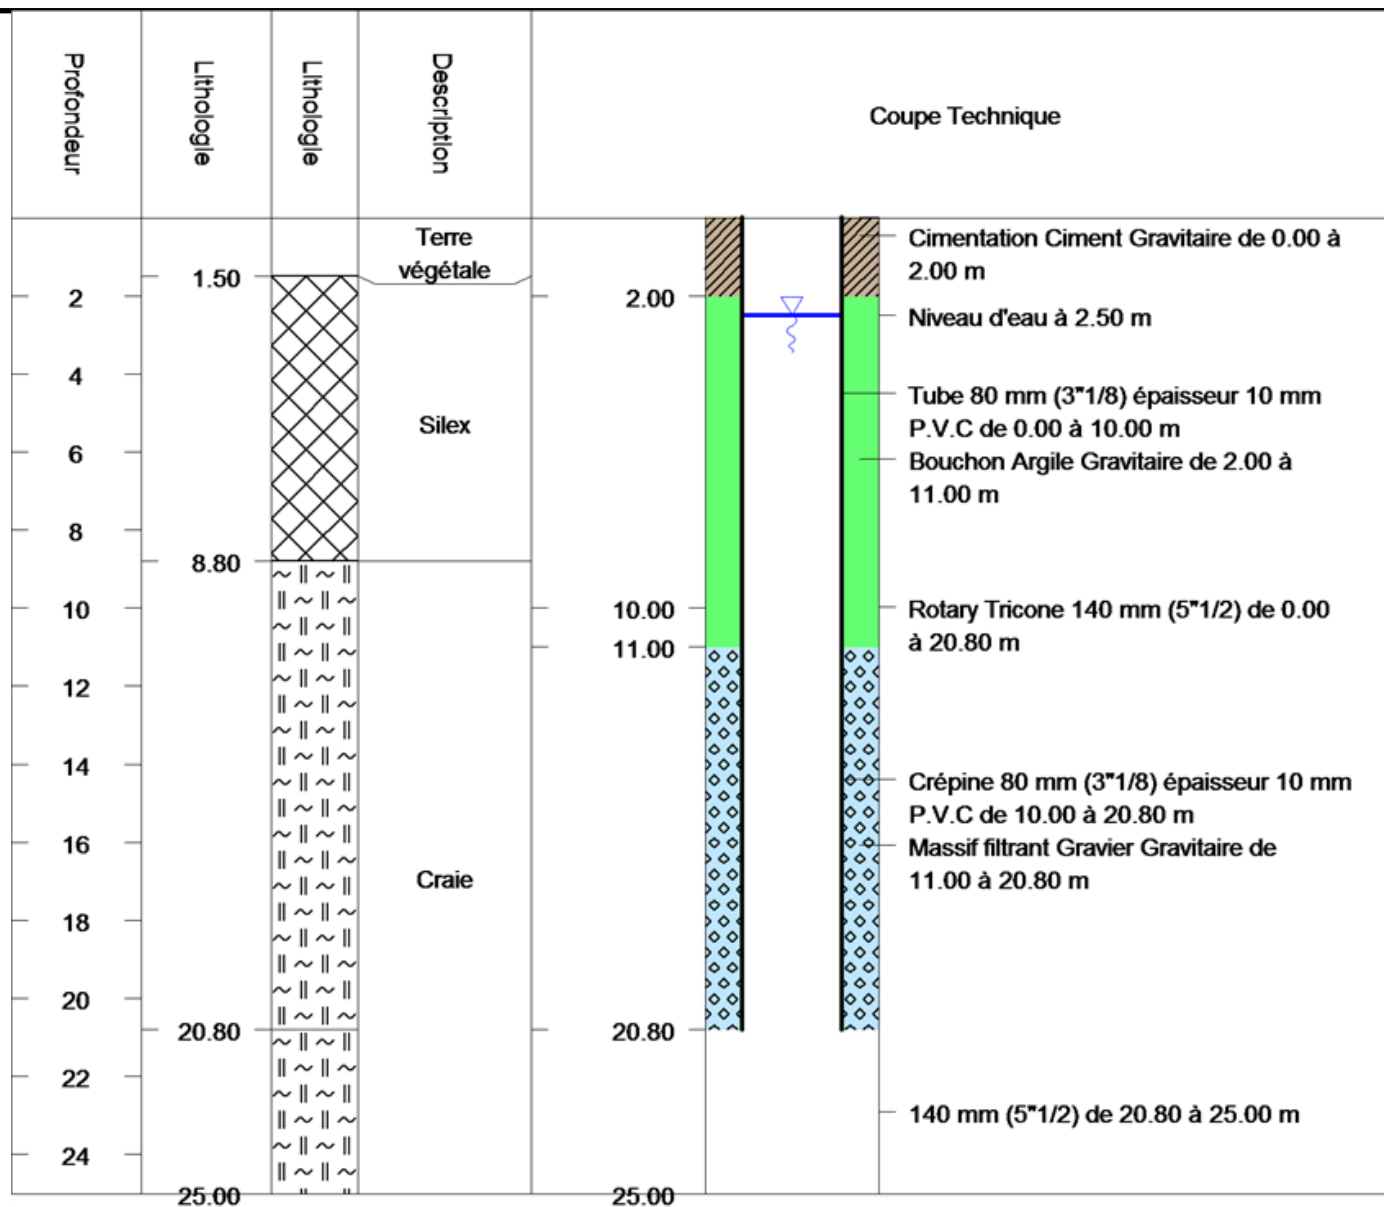 Profondeur
Lithologie
Lithologie
Description
Coupe Technique
Terre
végétale
Cimentation Ciment Gravitaire de 0.00 à
2.00 m
1.50
2
2.00
Niveau d'eau à 2.50 m
4
Tube 80 mm (3"1/8) épaisseur 10 mm
P.V.C de 0.00 à 10.00 m
Silex
6
Bouchon Argile Gravitaire de 2.00 à
11.00 m
8
8.80
10
10.00
Rotary Tricone 140 mm (5"1/2) de 0.00
à 20.80 m
11.00
12
14
Crépine 80 mm (3"1/8) épaisseur 10 mm
P.V.C de 10.00 à 20.80 m
16
Massif filtrant Gravier Gravitaire de
11.00 à 20.80 m
Craie
18
20
20.80
20.80
22
140 mm (5"1/2) de 20.80 à 25.00 m
24
25.00
25.00